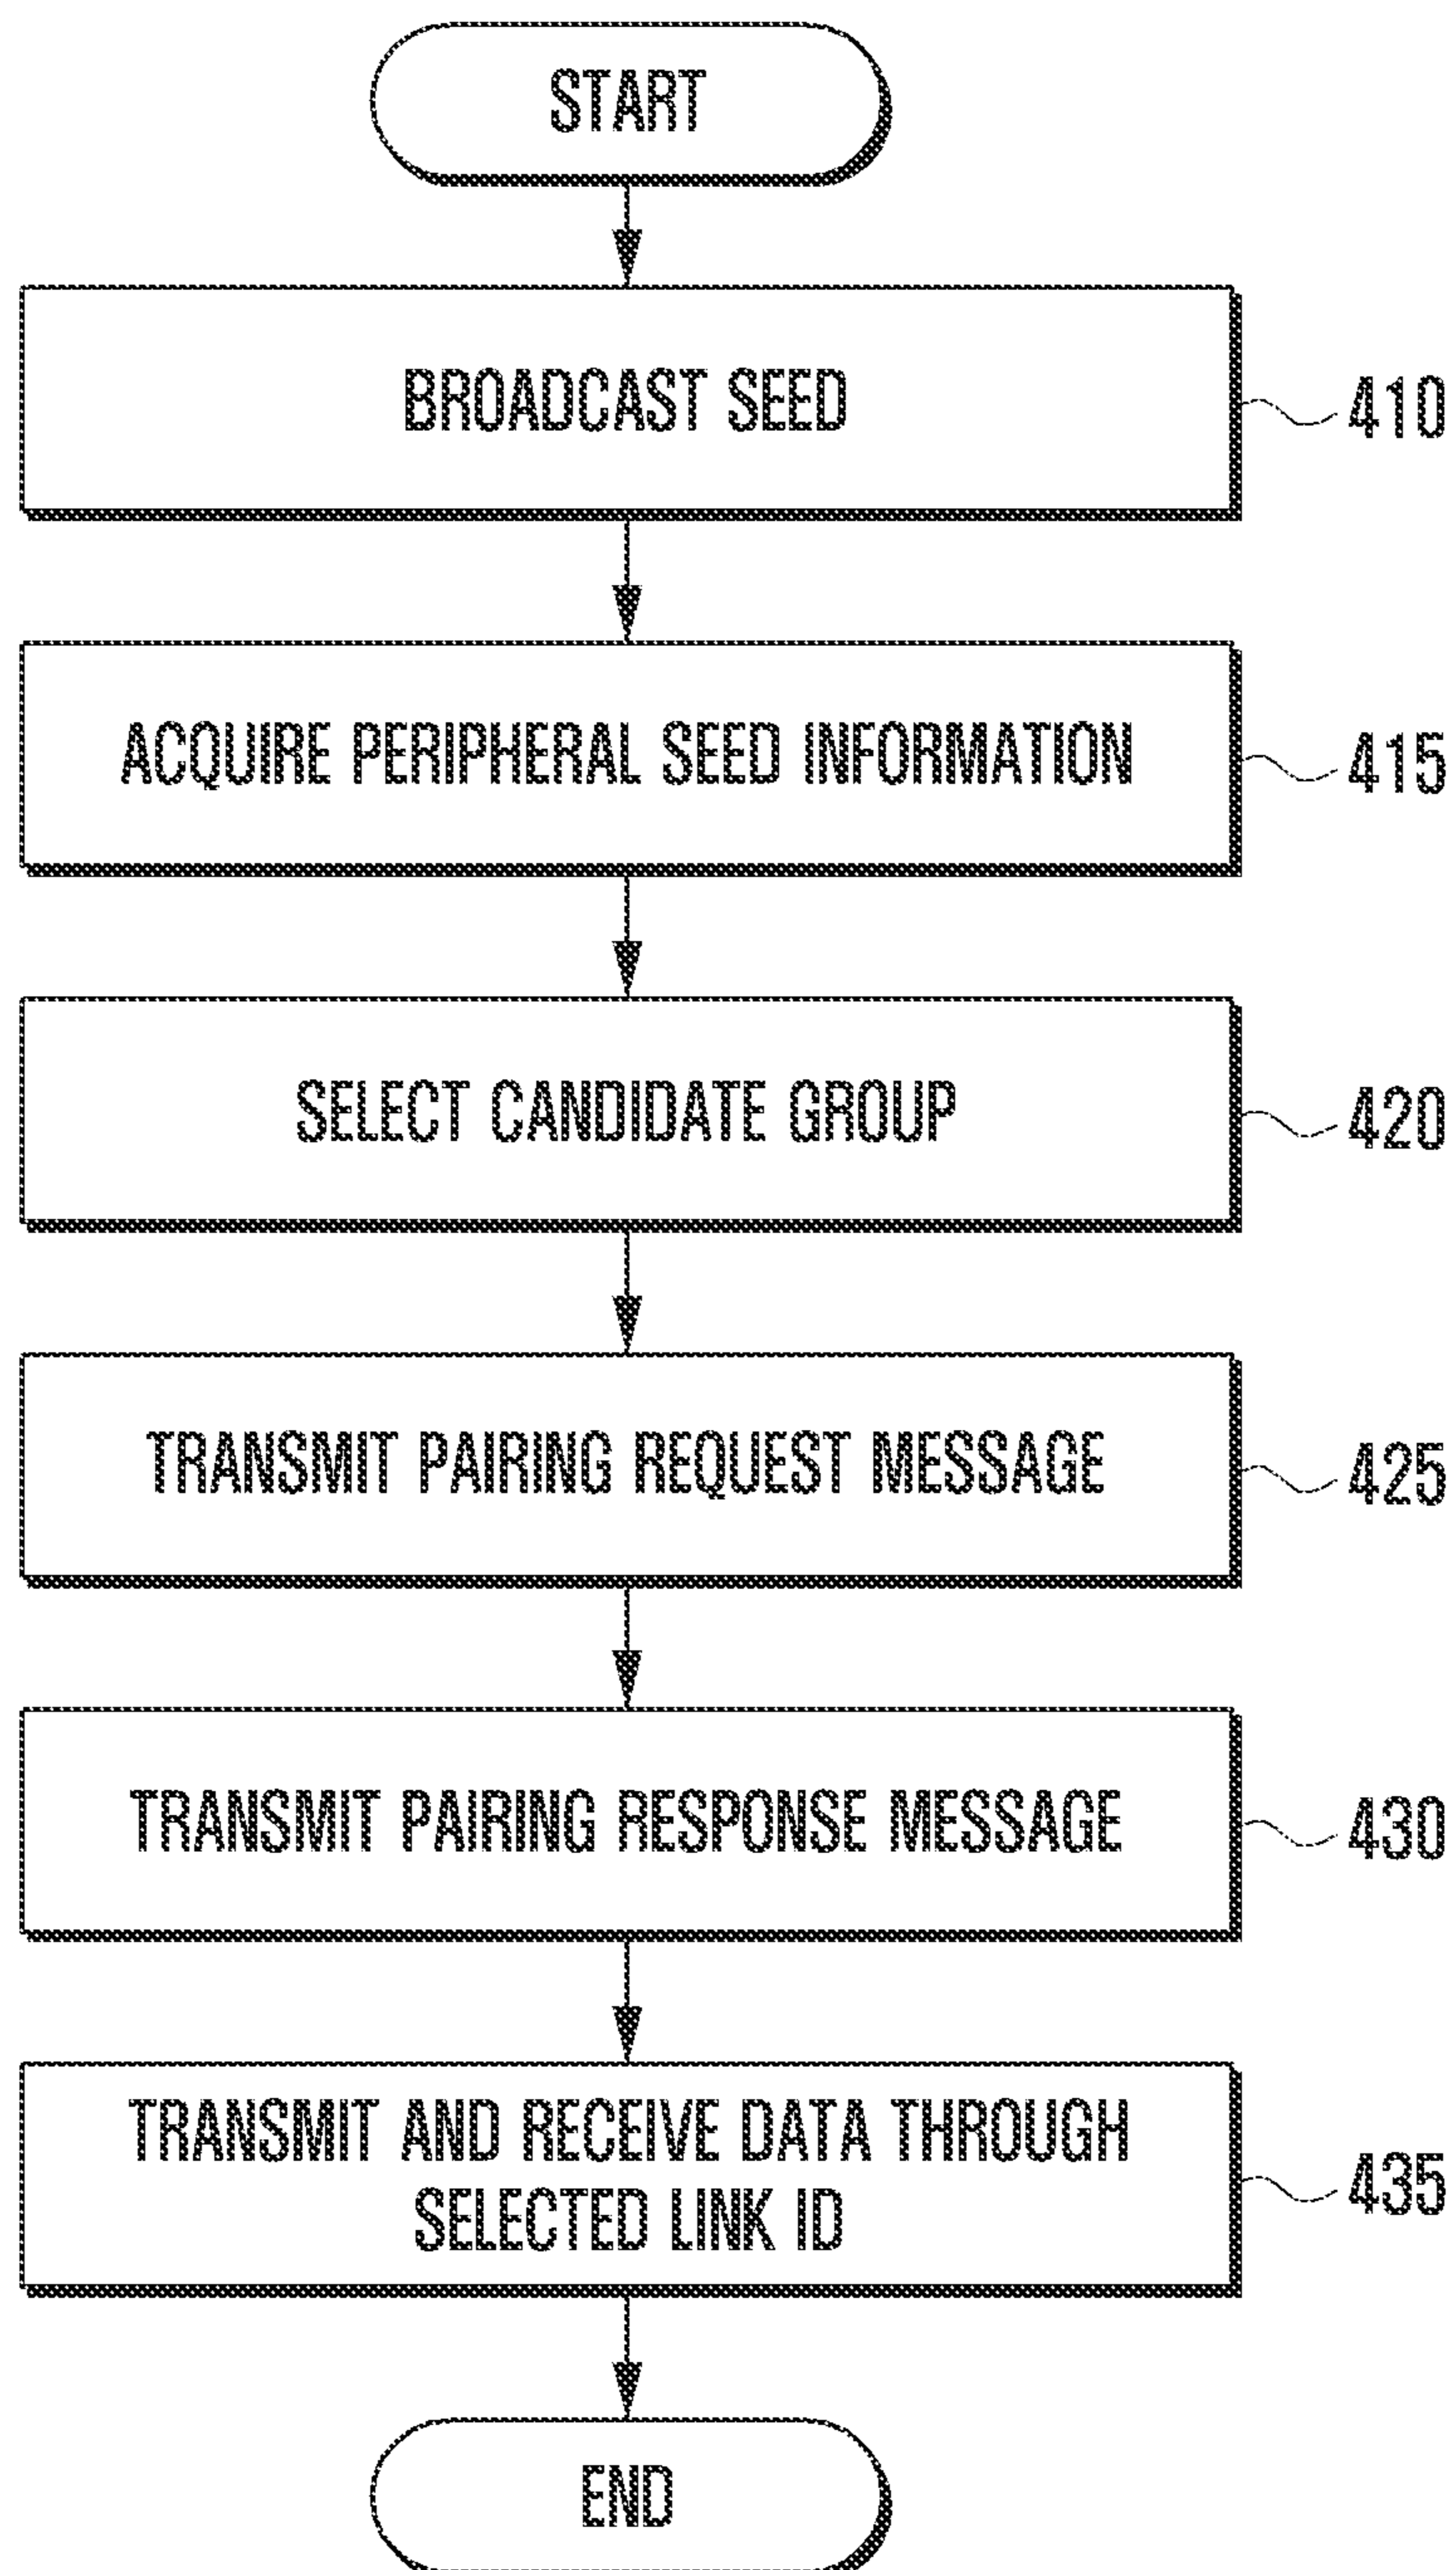 START
BROADCAST SEED
410
ACQUIRE PERIPHERAL SEED INFORMATION
415
SELECT CANDIDATE GROUP
420
TRANSMIT PAIRING REQUEST MESSAGE
425
TRANSMIT PAIRING RESPONSE MESSAGE
430
TRANSMIT AND RECEIVE DATA THROUGH
SELECTED LINK ID
435
END